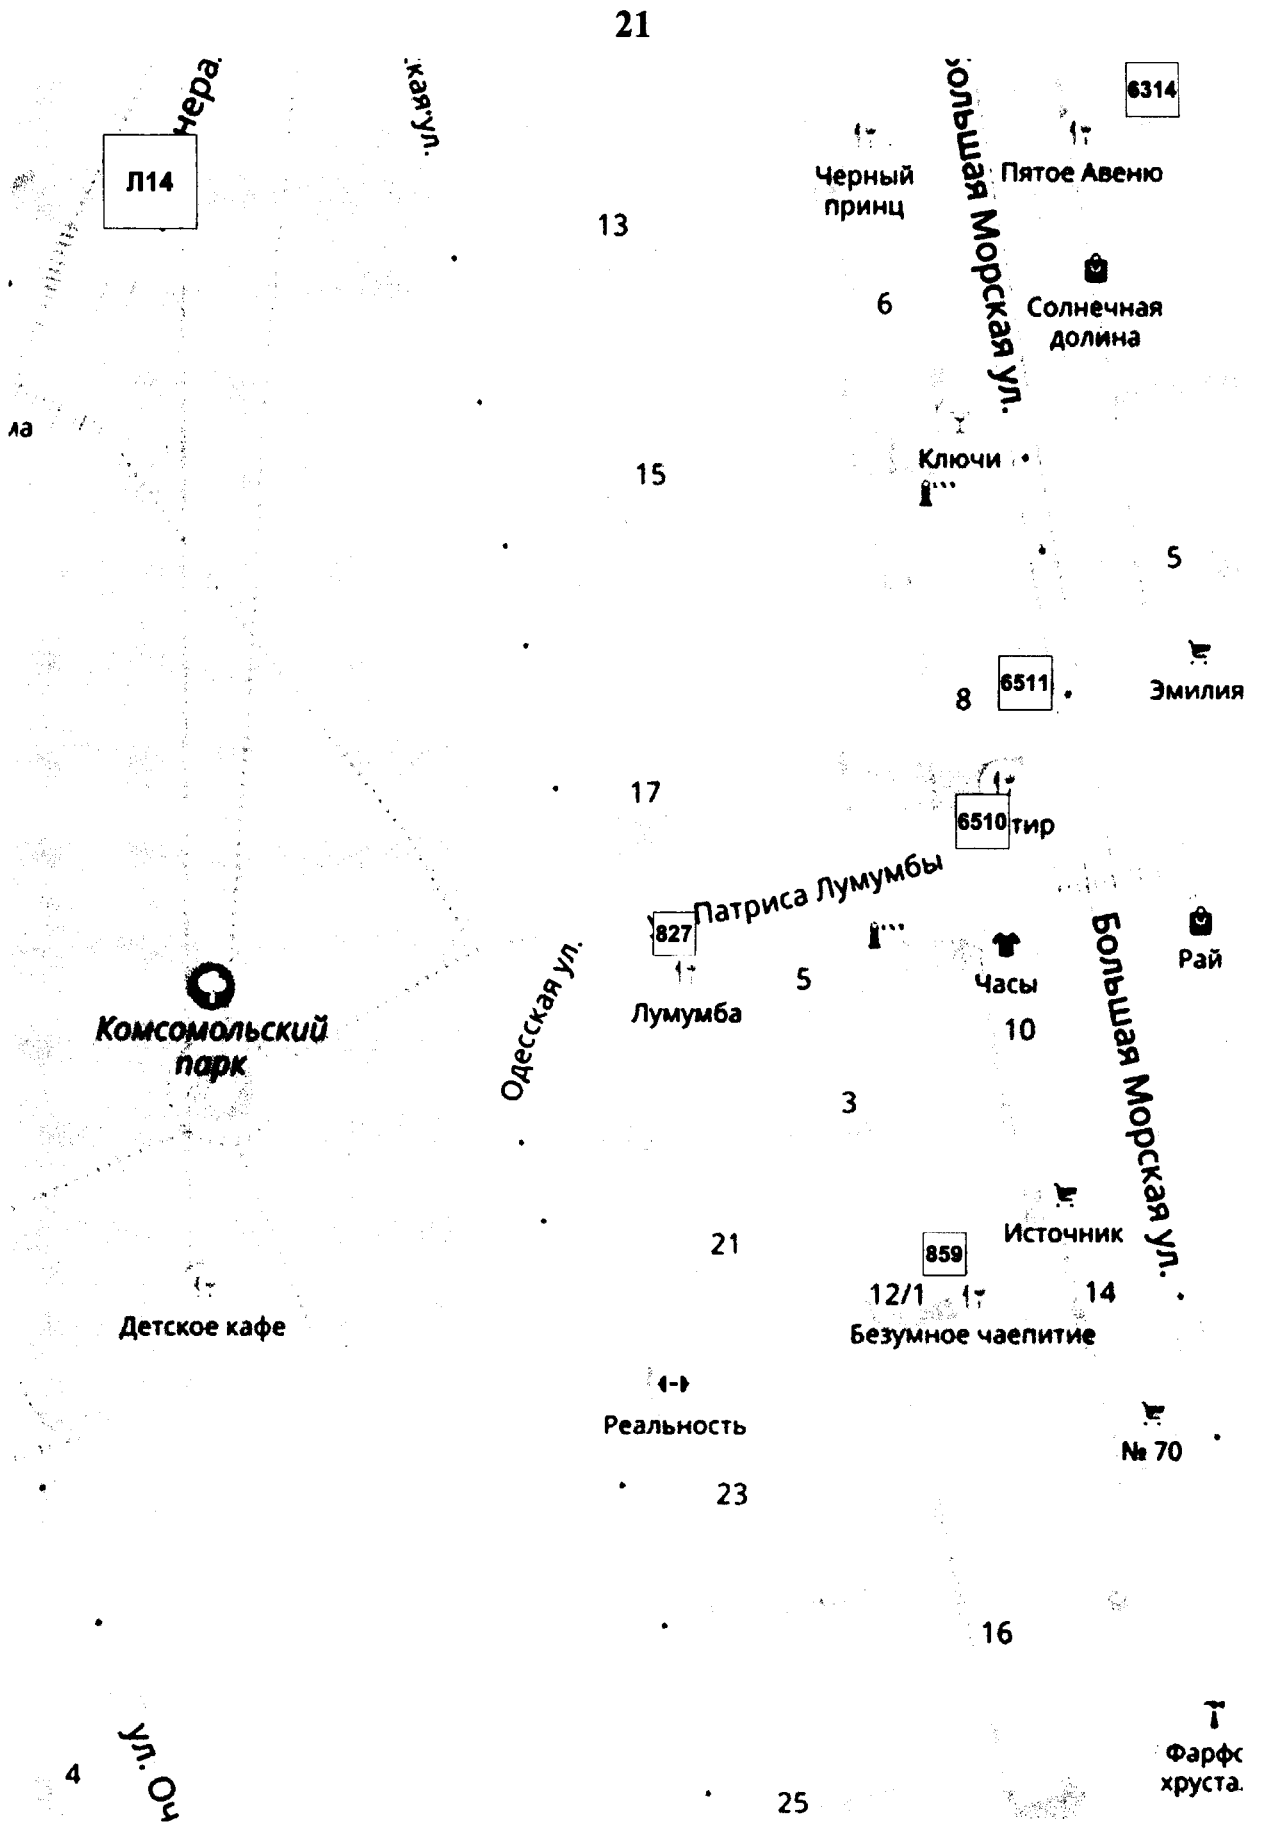 21
нера.
кая ул.
Большая Морская ул.
6314
Л14
Черный
принц
Пятое Авеню
13
6
Солнечная
долина
ла
Ключи
15
5
6511
8
Эмилия
17
6510
тир
Патриса Лумумбы
827
Лумумба
5
Часы
10
Рай
Большая Морская ул.
Одесская ул.
Комсомольский
парк
3
Источник
21
859
12/1
14
Безумное чаепитие
Детское кафе
Реальность
№ 70
23
16
ул. Оч
4
25
Фарфо
хруста.